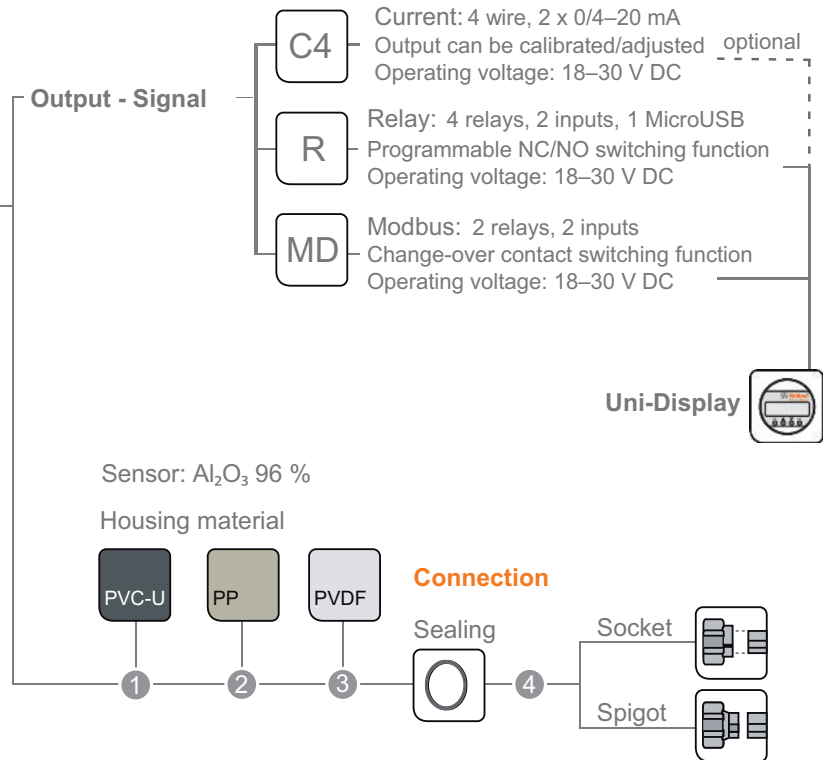 Current: 4 wire, 2 x 0/4–20 mA
C4
Output can be calibrated/adjusted
optional
Operating voltage: 18–30 V DC
Output - Signal
Relay: 4 relays, 2 inputs, 1 MicroUSB
R
Programmable NC/NO switching function
Operating voltage: 18–30 V DC
Modbus: 2 relays, 2 inputs
MD
Change-over contact switching function
Operating voltage: 18–30 V DC
Uni-Display
Sensor: Al₂O₃ 96 %
Housing material
PVC-U
PP
PVDF
Connection
Sealing
Socket
1
2
3
4
Spigot